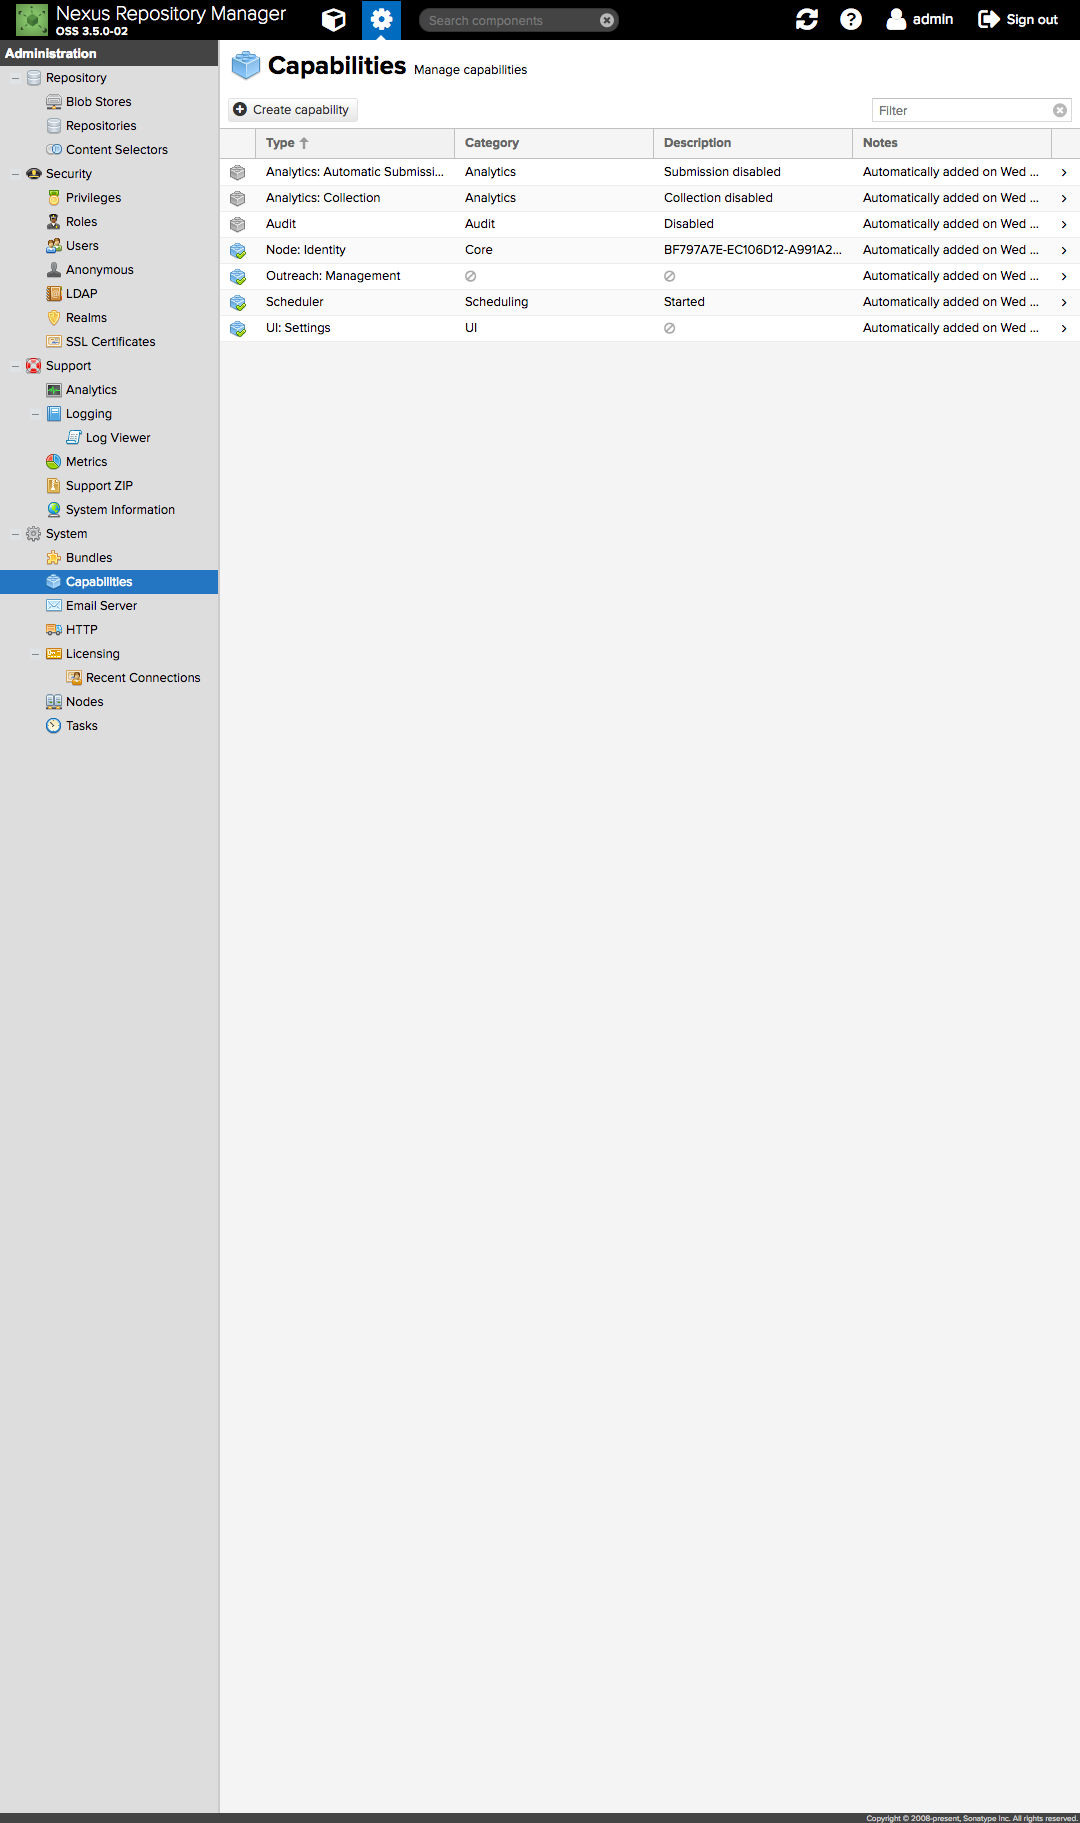 Nexus Repository Manager
OSS 3.5.0-02
Search components
admin
Sign out
Administration
Repository
Blob Stores
Repositories
Content Selectors
Security
Privileges
Roles
Users
Anonymous
LDAP
Realms
SSL Certificates
Support
Analytics
Logging
Log Viewer
Metrics
Support ZIP
System Information
System
Bundles
Capabilities
Email Server
HTTP
Licensing
Recent Connections
Nodes
Tasks
Capabilities Manage capabilities
Create capability
Filter
Type Category Description Notes
Analytics: Automatic Submissi... Analytics Submission disabled Automatically added on Wed ...
Analytics: Collection Analytics Collection disabled Automatically added on Wed ...
Audit Audit Disabled Automatically added on Wed ...
Node: Identity Core BF797A7E-EC106D12-A991A2... Automatically added on Wed ...
Outreach: Management Automatically added on Wed ...
Scheduler Scheduling Started Automatically added on Wed ...
UI: Settings UI Automatically added on Wed ...
Copyright © 2008-present, Sonatype Inc. All rights reserved.